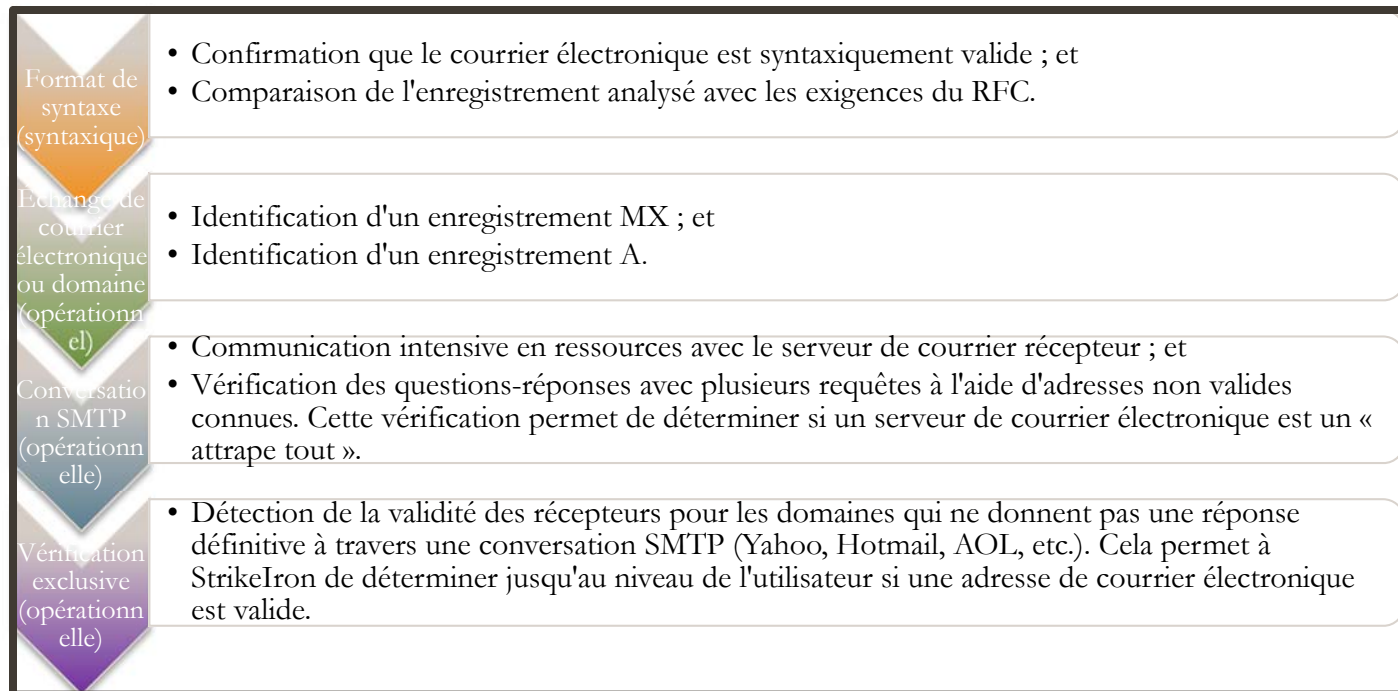 Format de
syntaxe
(syntaxique)
• Confirmation que le courrier électronique est syntaxiquement valide ; et
• Comparaison de l'enregistrement analysé avec les exigences du RFC.
Échange de
courrier
électronique
ou domaine
(opérationn
el)
• Identification d'un enregistrement MX ; et
• Identification d'un enregistrement A.
Conversatio
n SMTP
(opérationn
elle)
• Communication intensive en ressources avec le serveur de courrier récepteur ; et
• Vérification des questions-réponses avec plusieurs requêtes à l'aide d'adresses non valides
connues. Cette vérification permet de déterminer si un serveur de courrier électronique est un «
attrape tout ».
Vérification
exclusive
(opérationn
elle)
• Détection de la validité des récepteurs pour les domaines qui ne donnent pas une réponse
définitive à travers une conversation SMTP (Yahoo, Hotmail, AOL, etc.). Cela permet à
StrikeIron de déterminer jusqu'au niveau de l'utilisateur si une adresse de courrier électronique
est valide.